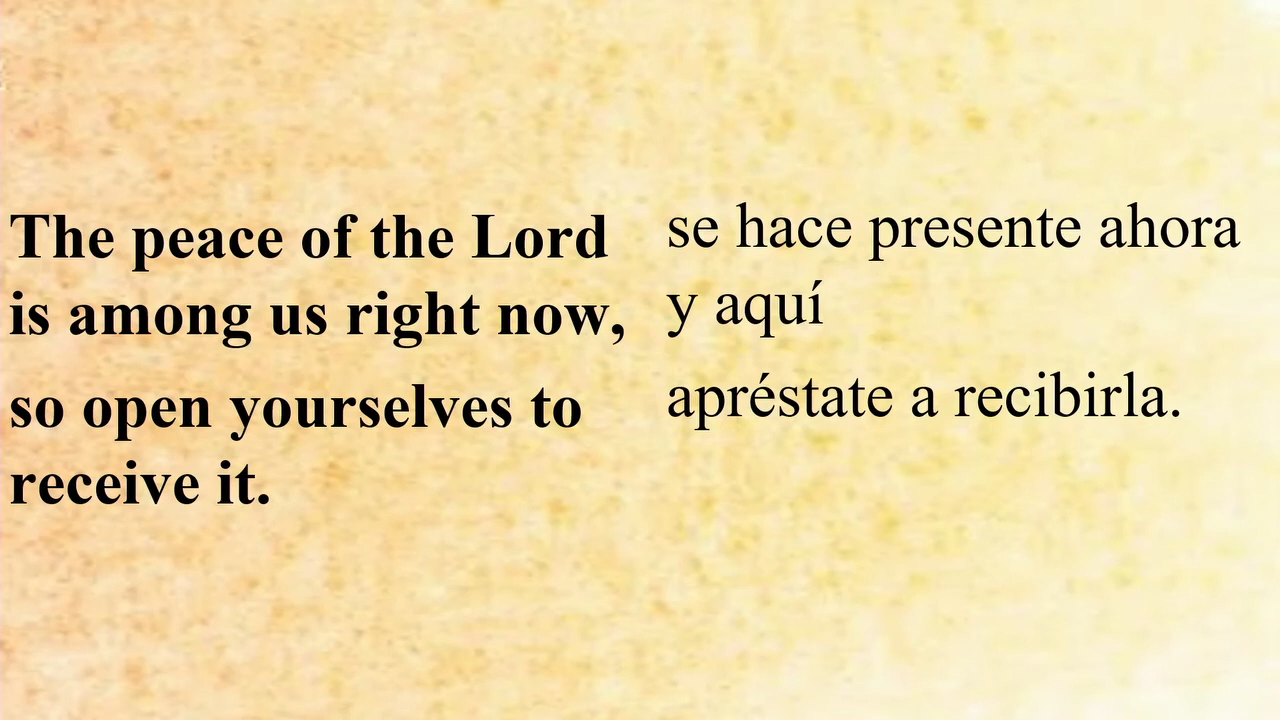 The peace of the Lord
is among us right now,
so open yourselves to
receive it.
se hace presente ahora
y aquí
apréstate a recibirla.